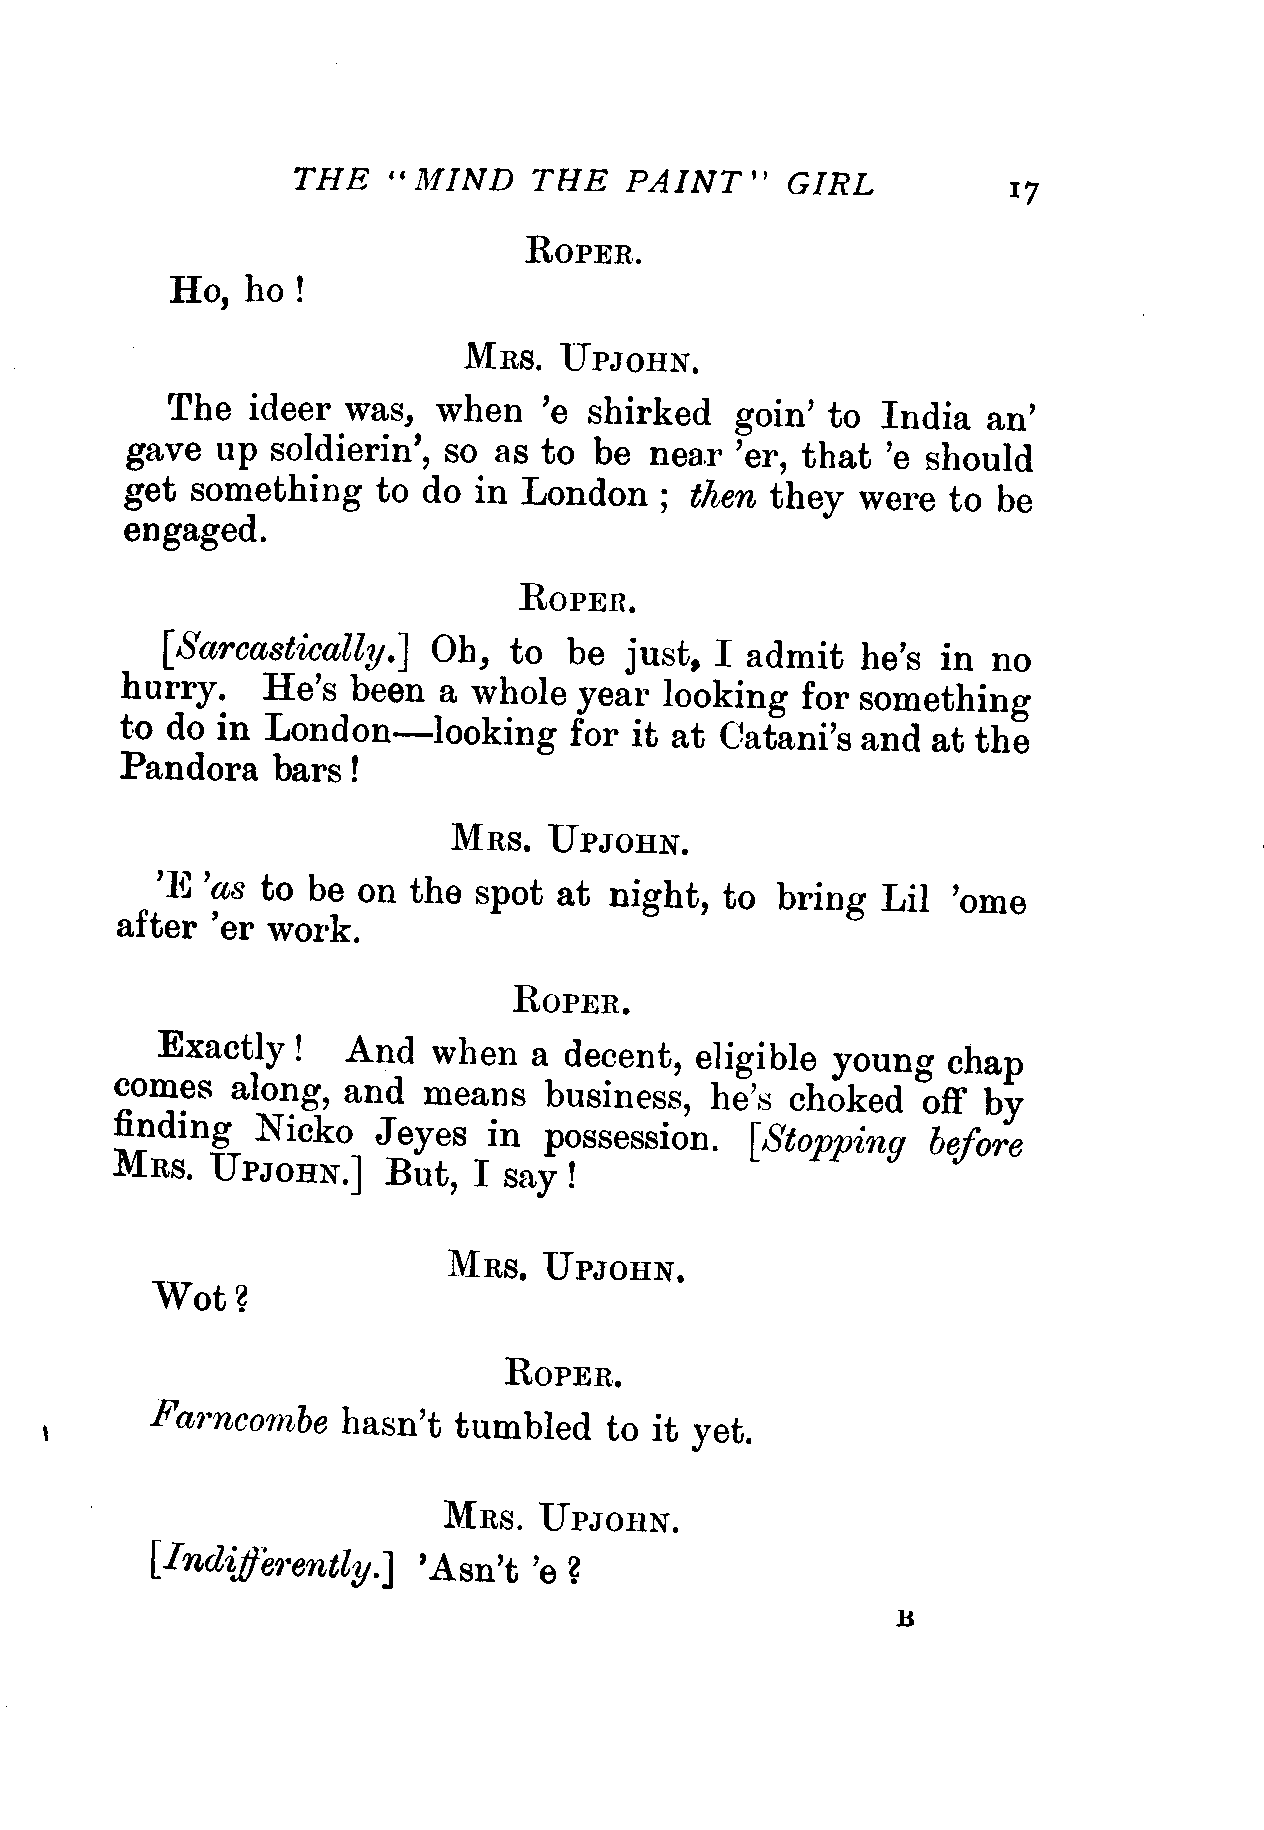 THE "MIND THE PAINT" GIRL 17
ROPER.
Ho, ho !
MRS. UPJOHN.
The ideer was, when 'e shirked goin' to India an'
gave up soldierin', so as to be near 'er, that 'e should
get something to do in London ; then they were to be
engaged.
ROPER.
[Sarcastically.] Oh, to be just, I admit he's in no
hurry. He's been a whole year looking for something
to do in London—looking for it at Catani's and at the
Pandora bars !
MRS. UPJOHN.
'E 'as to be on the spot at night, to bring Lil 'ome
after 'er work.
ROPER.
Exactly ! And when a decent, eligible young chap
comes along, and means business, he's choked off by
finding Nicko Jeyes in possession. [Stopping before
MRS. UPJOHN.] But, I say !
MRS. UPJOHN.
Wot ?
ROPER.
Farncombe hasn't tumbled to it yet.
MRS. UPJOHN.
[Indifferently.] 'Asn't 'e ?
B